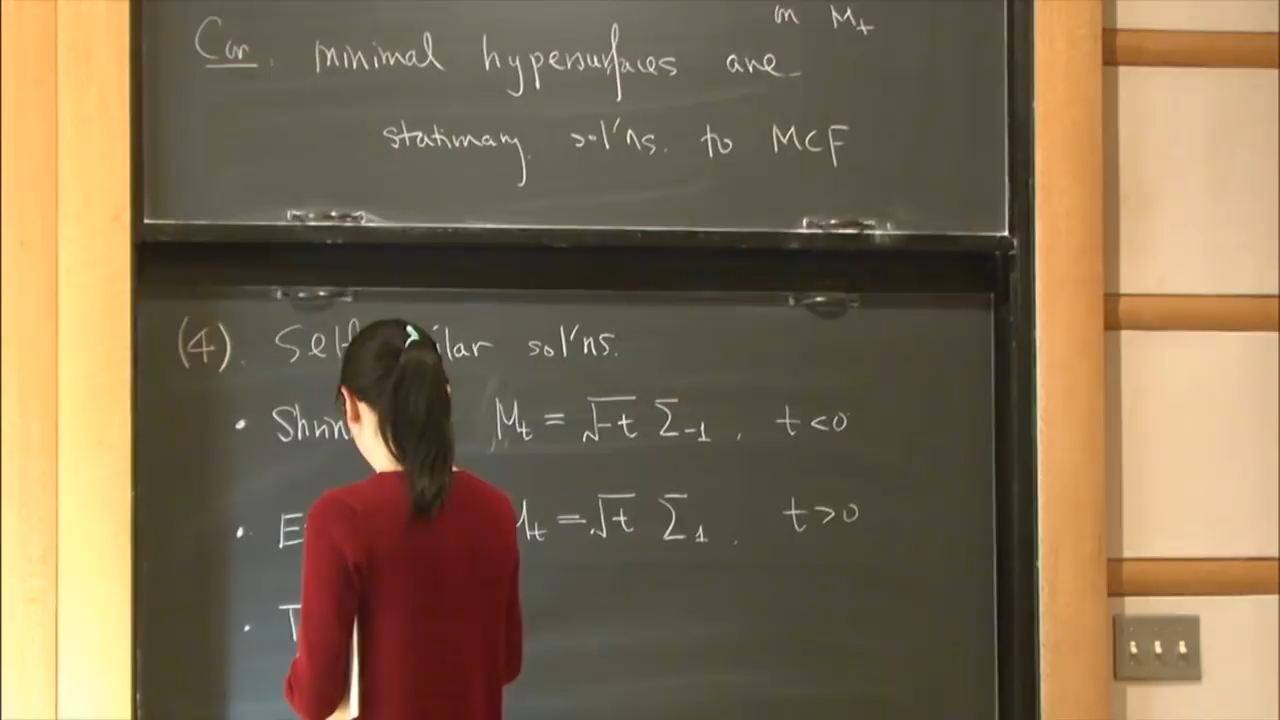 on M_t
Cor. minimal hypersurfaces are
stationary sol'ns. to MCF
(4). Self ilar sol'ns.
• Shrin M_t = √-t Σ_-1, t<0
• E M_t = √t Σ_1. t>0
• T